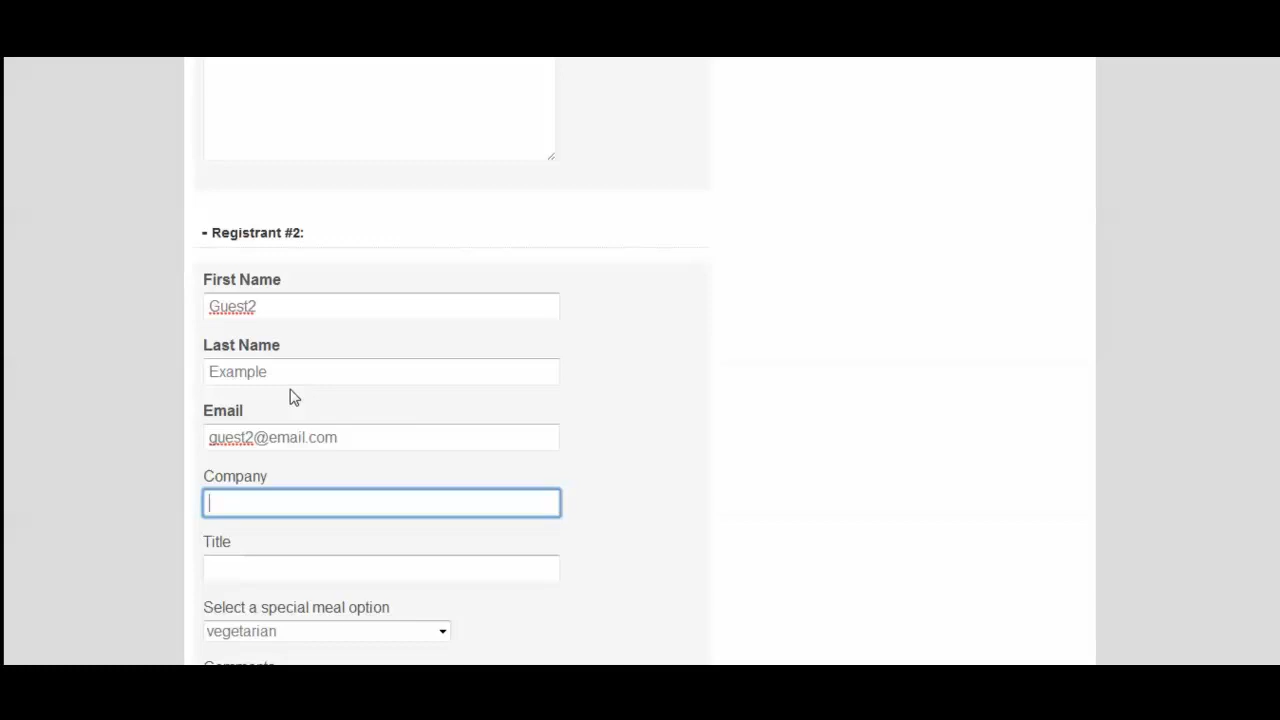 - Registrant #2:
First Name
Guest2
Last Name
Example
Email
guest2@email.com
Company
Title
Select a special meal option
vegetarian
Comments